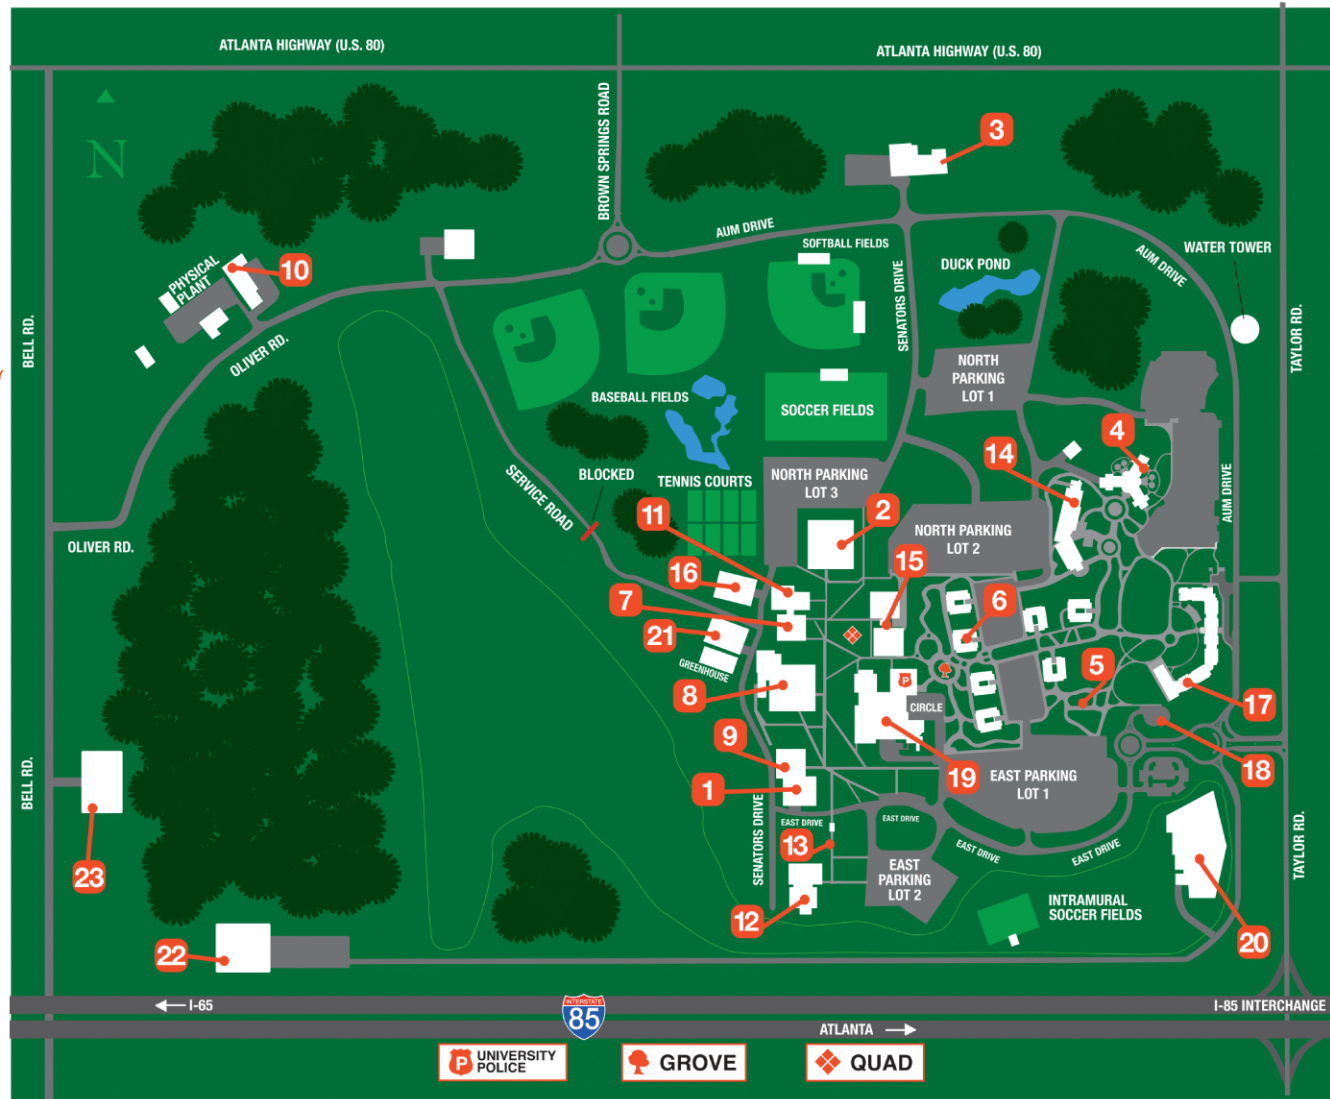 ATLANTA HIGHWAY (U.S. 80)
ATLANTA HIGHWAY (U.S. 80)
N
BROWN SPRINGS ROAD
3
AUM DRIVE
SOFTBALL FIELDS
SENATORS DRIVE
DUCK POND
AUM DRIVE
WATER TOWER
PHYSICAL
PLANT
10
OLIVER RD.
BELL RD.
TAYLOR RD.
NORTH
PARKING
LOT 1
BASEBALL FIELDS
SOCCER FIELDS
4
14
SERVICE ROAD
BLOCKED
TENNIS COURTS
NORTH PARKING
LOT 3
11
2
NORTH PARKING
LOT 2
AUM DRIVE
OLIVER RD.
15
16
7
6
21
GREENHOUSE
P
5
8
CIRCLE
17
9
19
18
1
EAST PARKING
LOT 1
BELL RD.
SENATORS DRIVE
EAST DRIVE
EAST DRIVE
EAST DRIVE
EAST DRIVE
TAYLOR RD.
13
EAST
PARKING
LOT 2
23
12
INTRAMURAL
SOCCER FIELDS
20
22
I-65
INTERSTATE
85
I-85 INTERCHANGE
ATLANTA
P
UNIVERSITY
POLICE
GROVE
QUAD